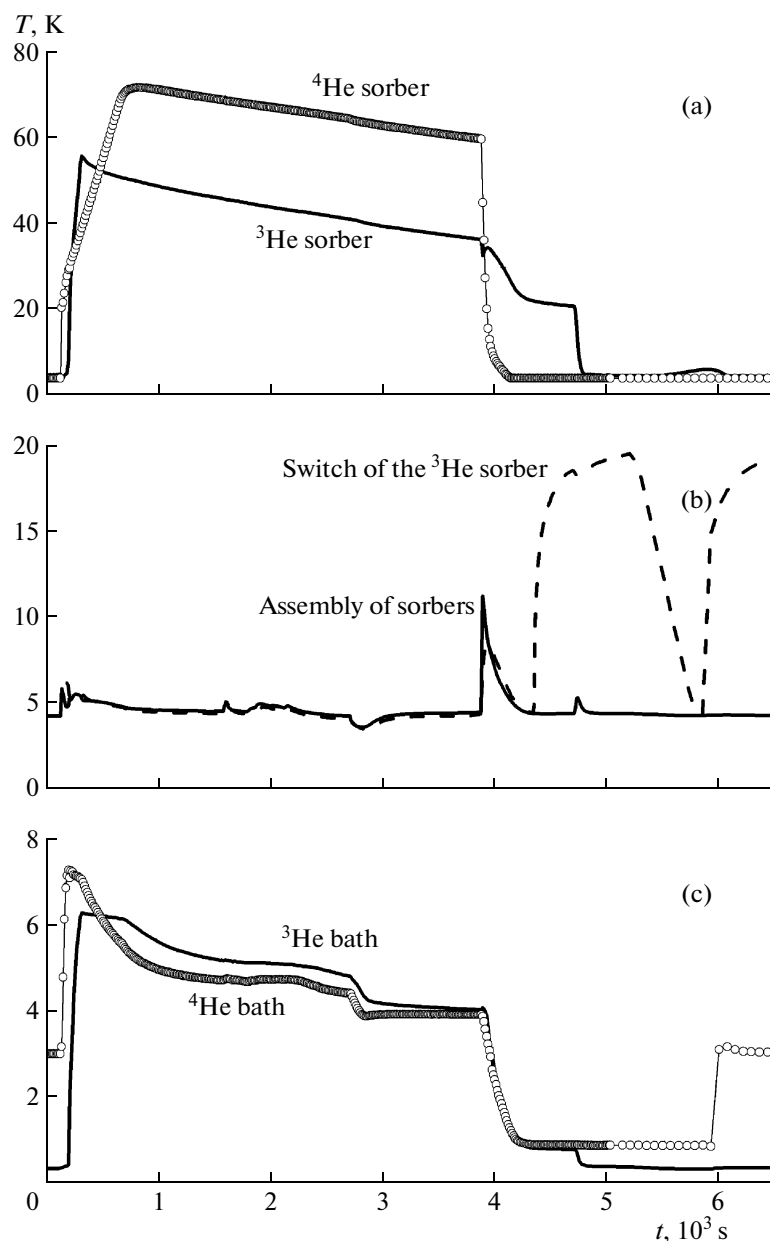 T, K
80
⁴He sorber
(a)
60
40
³He sorber
20
0
20
Switch of the ³He sorber
(b)
15
Assembly of sorbers
10
5
0
8
(c)
6
³He bath
4
⁴He bath
2
0 1 2 3 4 5 6
t, 10³ s